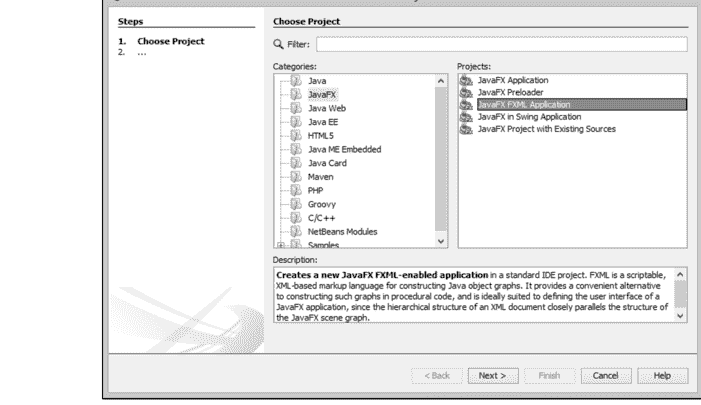 Steps
1. Choose Project
2. ...
Choose Project
Filter:
Categories:
Java
JavaFX
Java Web
Java EE
HTML5
Java ME Embedded
Java Card
Maven
PHP
Groovy
C/C++
NetBeans Modules
Samples
Projects:
JavaFX Application
JavaFX Preloader
JavaFX FXML Application
JavaFX in Swing Application
JavaFX Project with Existing Sources
Description:
Creates a new JavaFX FXML-enabled application in a standard IDE project. FXML is a scriptable,
XML-based markup language for constructing Java object graphs. It provides a convenient alternative
to constructing such graphs in procedural code, and is ideally suited to defining the user interface of a
JavaFX application, since the hierarchical structure of an XML document closely parallels the structure of
the JavaFX scene graph.
< Back Next > Finish Cancel Help